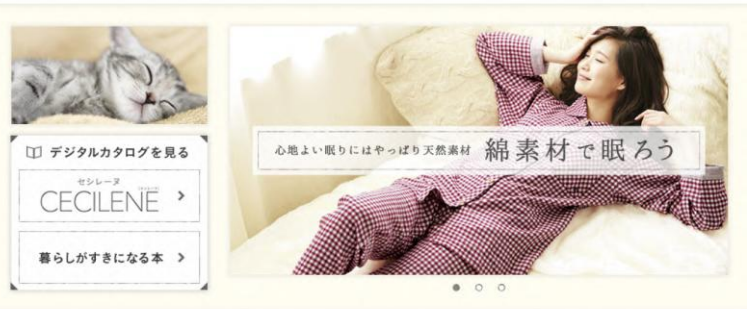 デジタルカタログを見る
セシレーヌ
CECILENE
暮らしがすきになる本
心地よい眠りにはやっぱり天然素材 綿素材で眠ろう